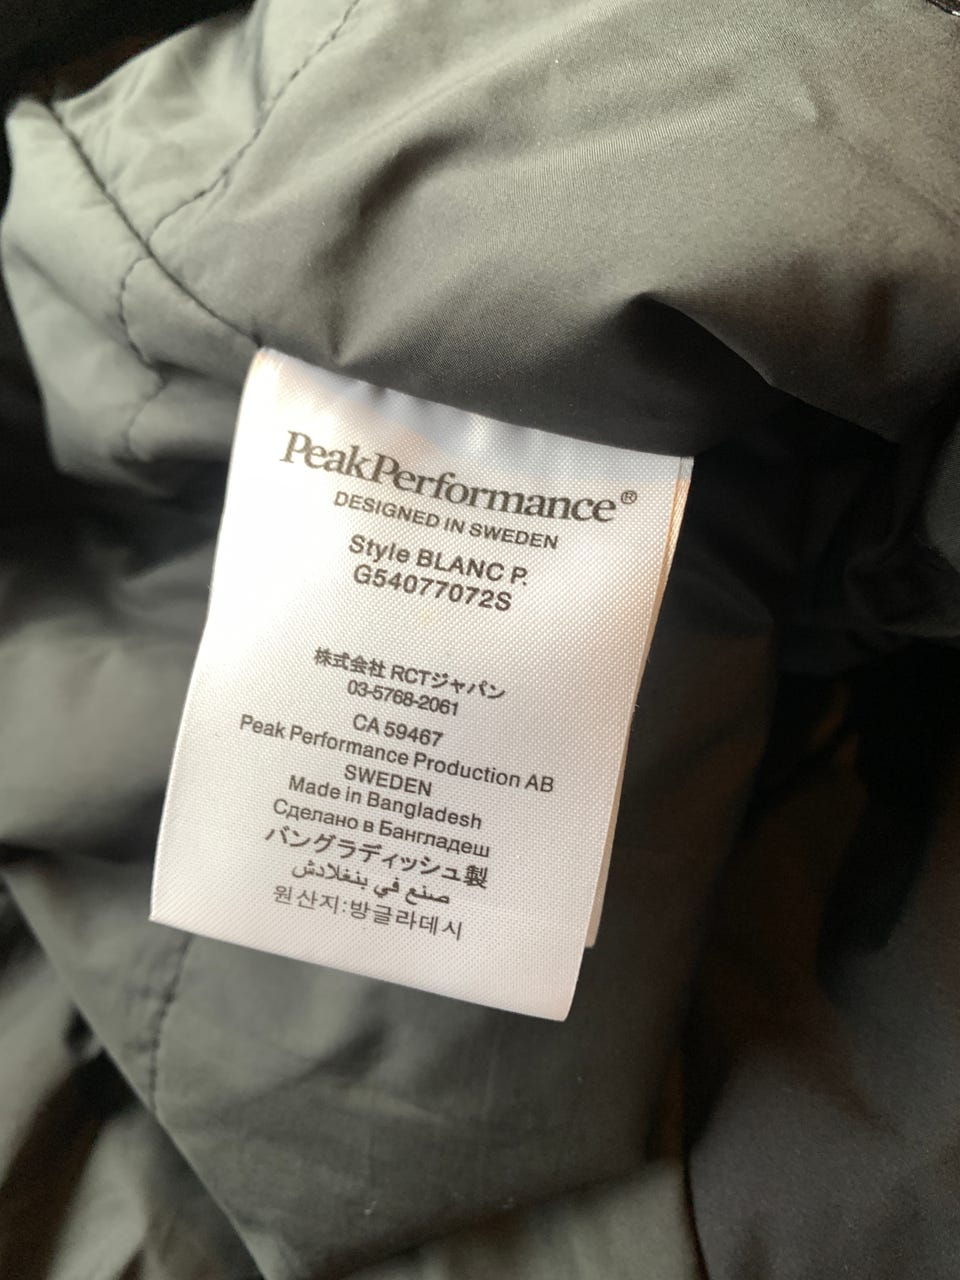 PeakPerformance®
DESIGNED IN SWEDEN
Style BLANC P.
G54077072S
株式会社 RCTジャパン
03-5768-2061
CA 59467
Peak Performance Production AB
SWEDEN
Made in Bangladesh
Сделано в Бангладеш
バングラディッシュ製
صنع في بنغلادش
원산지:방글라데시